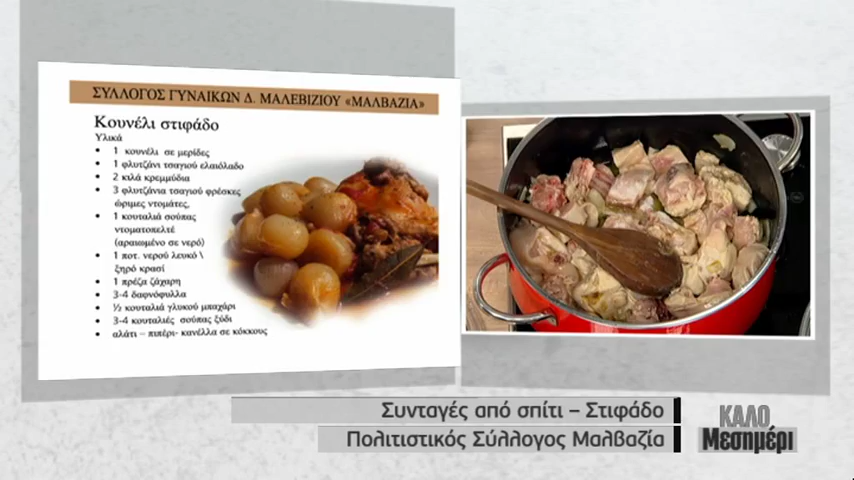 ΣΥΛΛΟΓΟΣ ΓΥΝΑΙΚΩΝ Δ. ΜΑΛΕΒΙΖΙΟΥ «ΜΑΛΒΑΖΙΑ»
Κουνέλι στιφάδο
Υλικά
• 1 κουνέλι σε μερίδες
• 1 φλυτζάνι τσαγιού ελαιόλαδο
• 2 κιλά κρεμμύδια
• 3 φλυτζάνια τσαγιού φρέσκες
ώριμες ντομάτες,
• 1 κουταλιά σούπας
ντοματοπελτέ
(αραιωμένο σε νερό)
• 1 ποτ. νερού λευκό \
ξηρό κρασί
• 1 πρέζα ζάχαρη
• 3-4 δαφνόφυλλα
• ½ κουταλιά γλυκού μπαχάρι
• 3-4 κουταλιές σούπας ξύδι
• αλάτι – πιπέρι- κανέλλα σε κόκκους
Συνταγές από σπίτι – Στιφάδο
Πολιτιστικός Σύλλογος Μαλβαζία
ΚΑΛΟ
Μεσημέρι